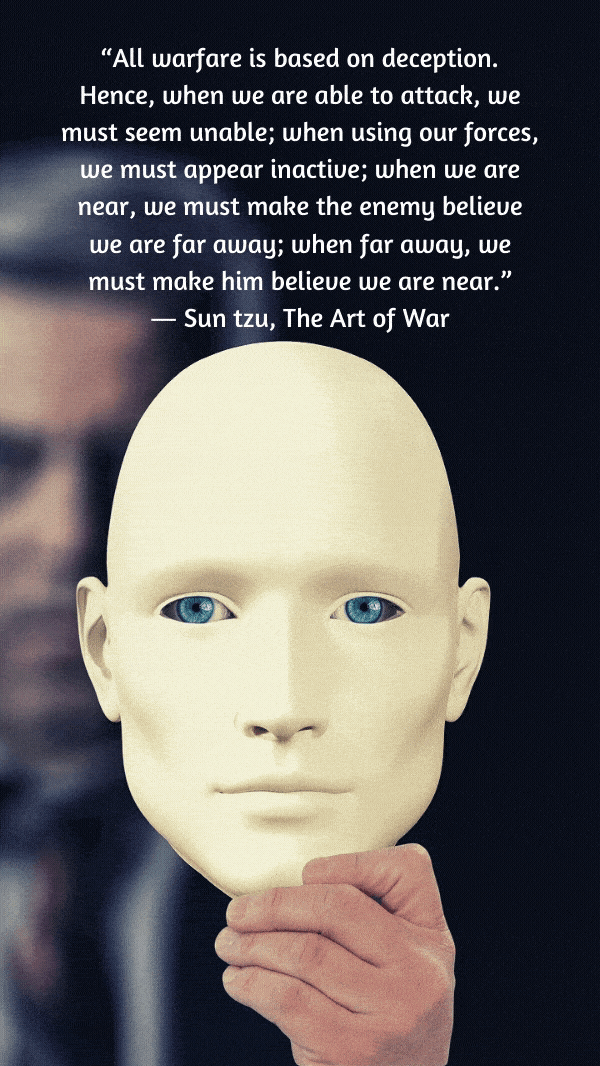 “All warfare is based on deception.
Hence, when we are able to attack, we
must seem unable; when using our forces,
we must appear inactive; when we are
near, we must make the enemy believe
we are far away; when far away, we
must make him believe we are near.”
— Sun tzu, The Art of War